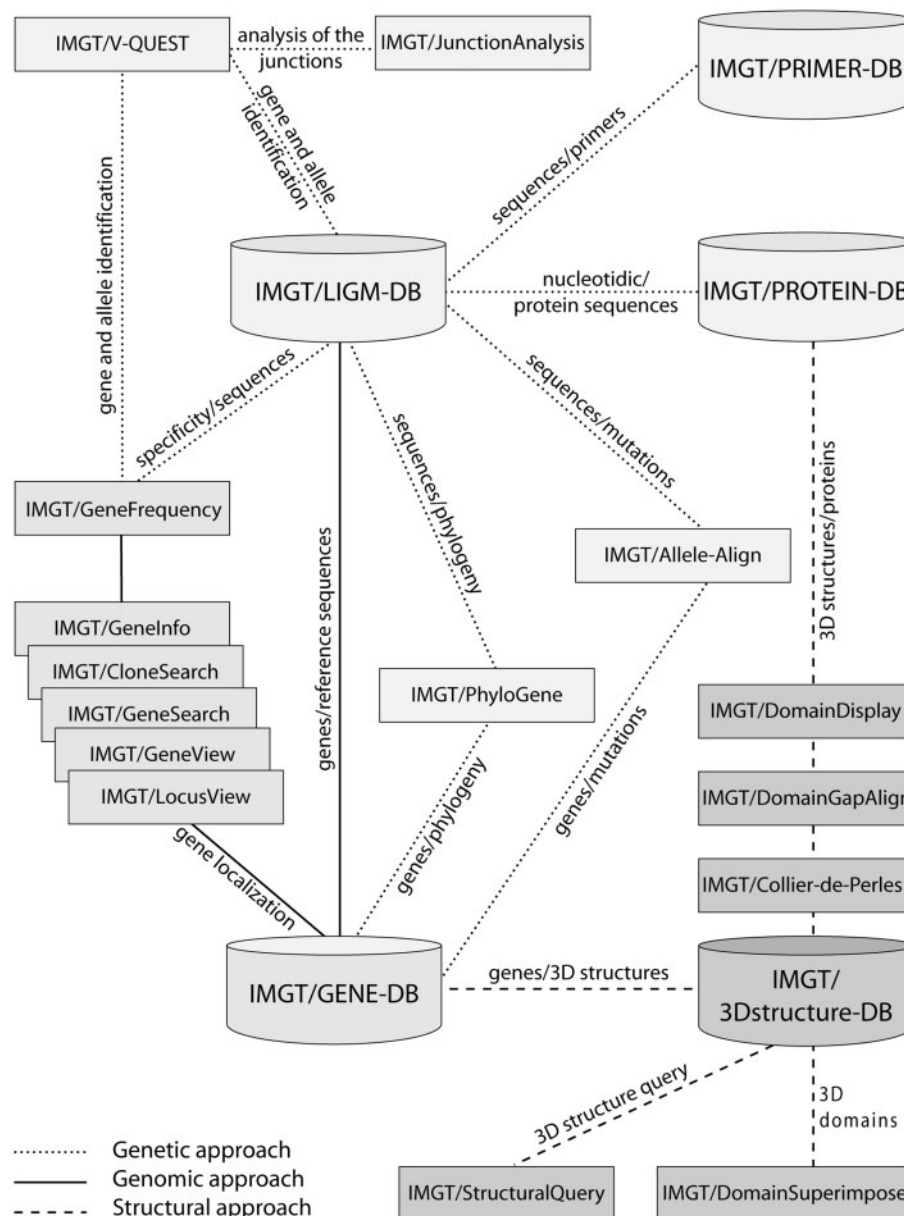 IMGT/V-QUEST
analysis of the
junctions
IMGT/JunctionAnalysis
IMGT/PRIMER-DB
gene and allele
identification
gene and allele identification
sequences/primers
IMGT/LIGM-DB
nucleotidic/
protein sequences
IMGT/PROTEIN-DB
specificity/sequences
sequences/phylogeny
sequences/mutations
genes/reference sequences
3D structures/proteins
IMGT/GeneFrequency
IMGT/Allele-Align
IMGT/GeneInfo
IMGT/CloneSearch
IMGT/GeneSearch
IMGT/GeneView
IMGT/LocusView
IMGT/PhyloGene
IMGT/DomainDisplay
IMGT/DomainGapAlign
IMGT/Collier-de-Perles
genes/phylogeny
genes/mutations
gene localization
IMGT/GENE-DB
genes/3D structures
IMGT/
3Dstructure-DB
3D structure query
3D
domains
Genetic approach
Genomic approach
Structural approach
IMGT/StructuralQuery
IMGT/DomainSuperimpose